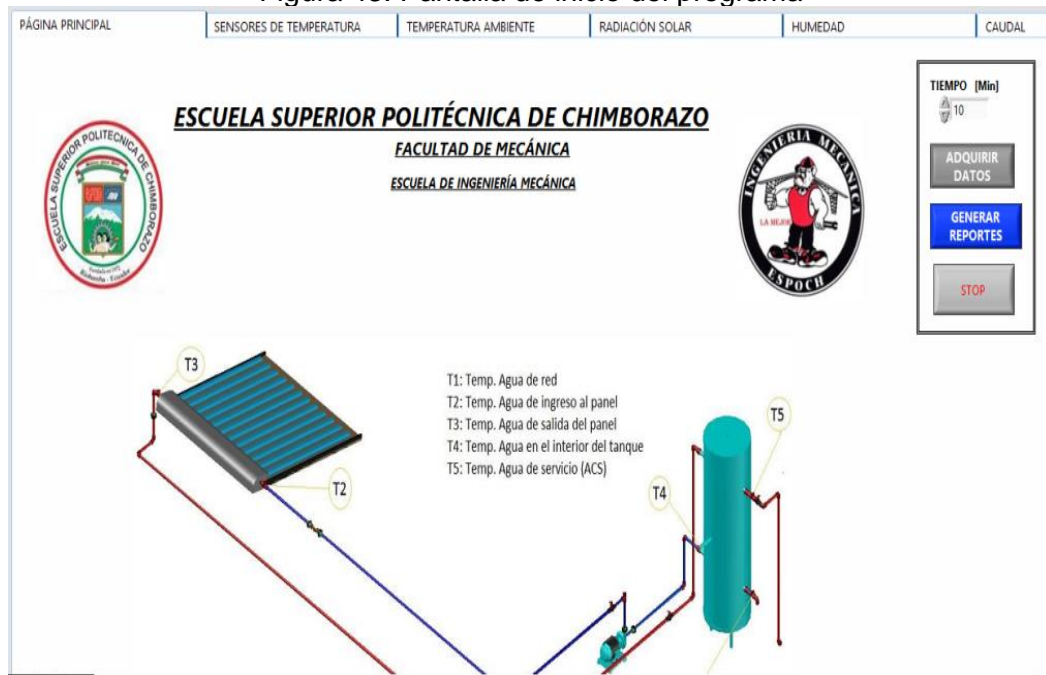 Figura 45. Pantalla de inicio del programa
PÁGINA PRINCIPAL
SENSORES DE TEMPERATURA
TEMPERATURA AMBIENTE
RADIACIÓN SOLAR
HUMEDAD
CAUDAL
TIEMPO [Min]
10
ADQUIRIR
DATOS
GENERAR
REPORTES
STOP
ESCUELA SUPERIOR POLITÉCNICA DE CHIMBORAZO
FACULTAD DE MECÁNICA
ESCUELA DE INGENIERÍA MECÁNICA
ESCUELA SUPERIOR POLITECNICA DE CHIMBORAZO
Riobamba - Ecuador
INGENIERIA MECANICA
LA MEJOR
ESPOCH
T3
T1: Temp. Agua de red
T2: Temp. Agua de ingreso al panel
T3: Temp. Agua de salida del panel
T4: Temp. Agua en el interior del tanque
T5: Temp. Agua de servicio (ACS)
T2
T4
T5